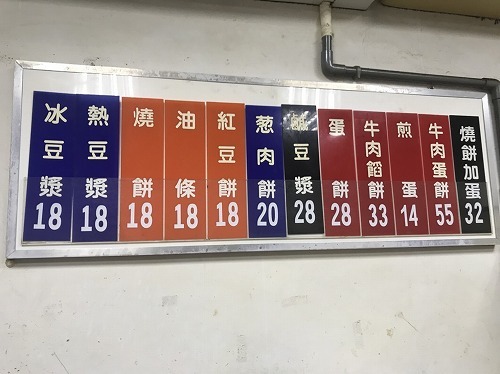 冰豆漿 18
熱豆漿 18
燒餅 18
油條 18
紅豆餅 18
葱肉餅 20
鹹豆漿 28
蛋餅 28
牛肉餡餅 33
煎蛋 14
牛肉蛋餅 55
燒餅加蛋 32